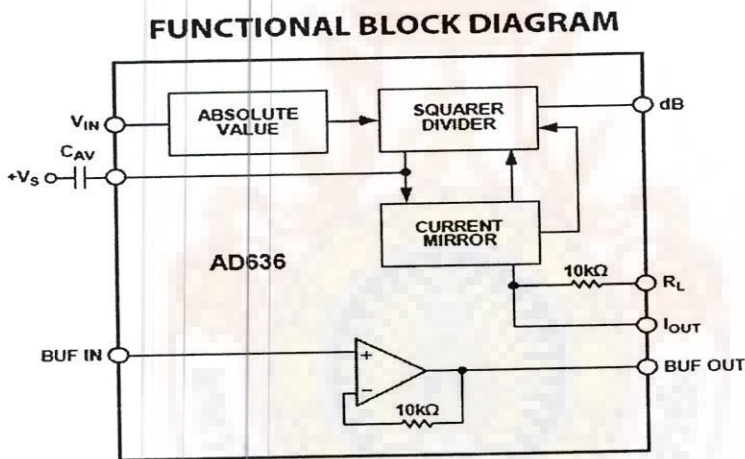 FUNCTIONAL BLOCK DIAGRAM
ABSOLUTE
VALUE
SQUARER
DIVIDER
dB
VIN
CAV
+VS
CURRENT
MIRROR
AD636
10kΩ
RL
IOUT
BUF IN
+
−
10kΩ
BUF OUT